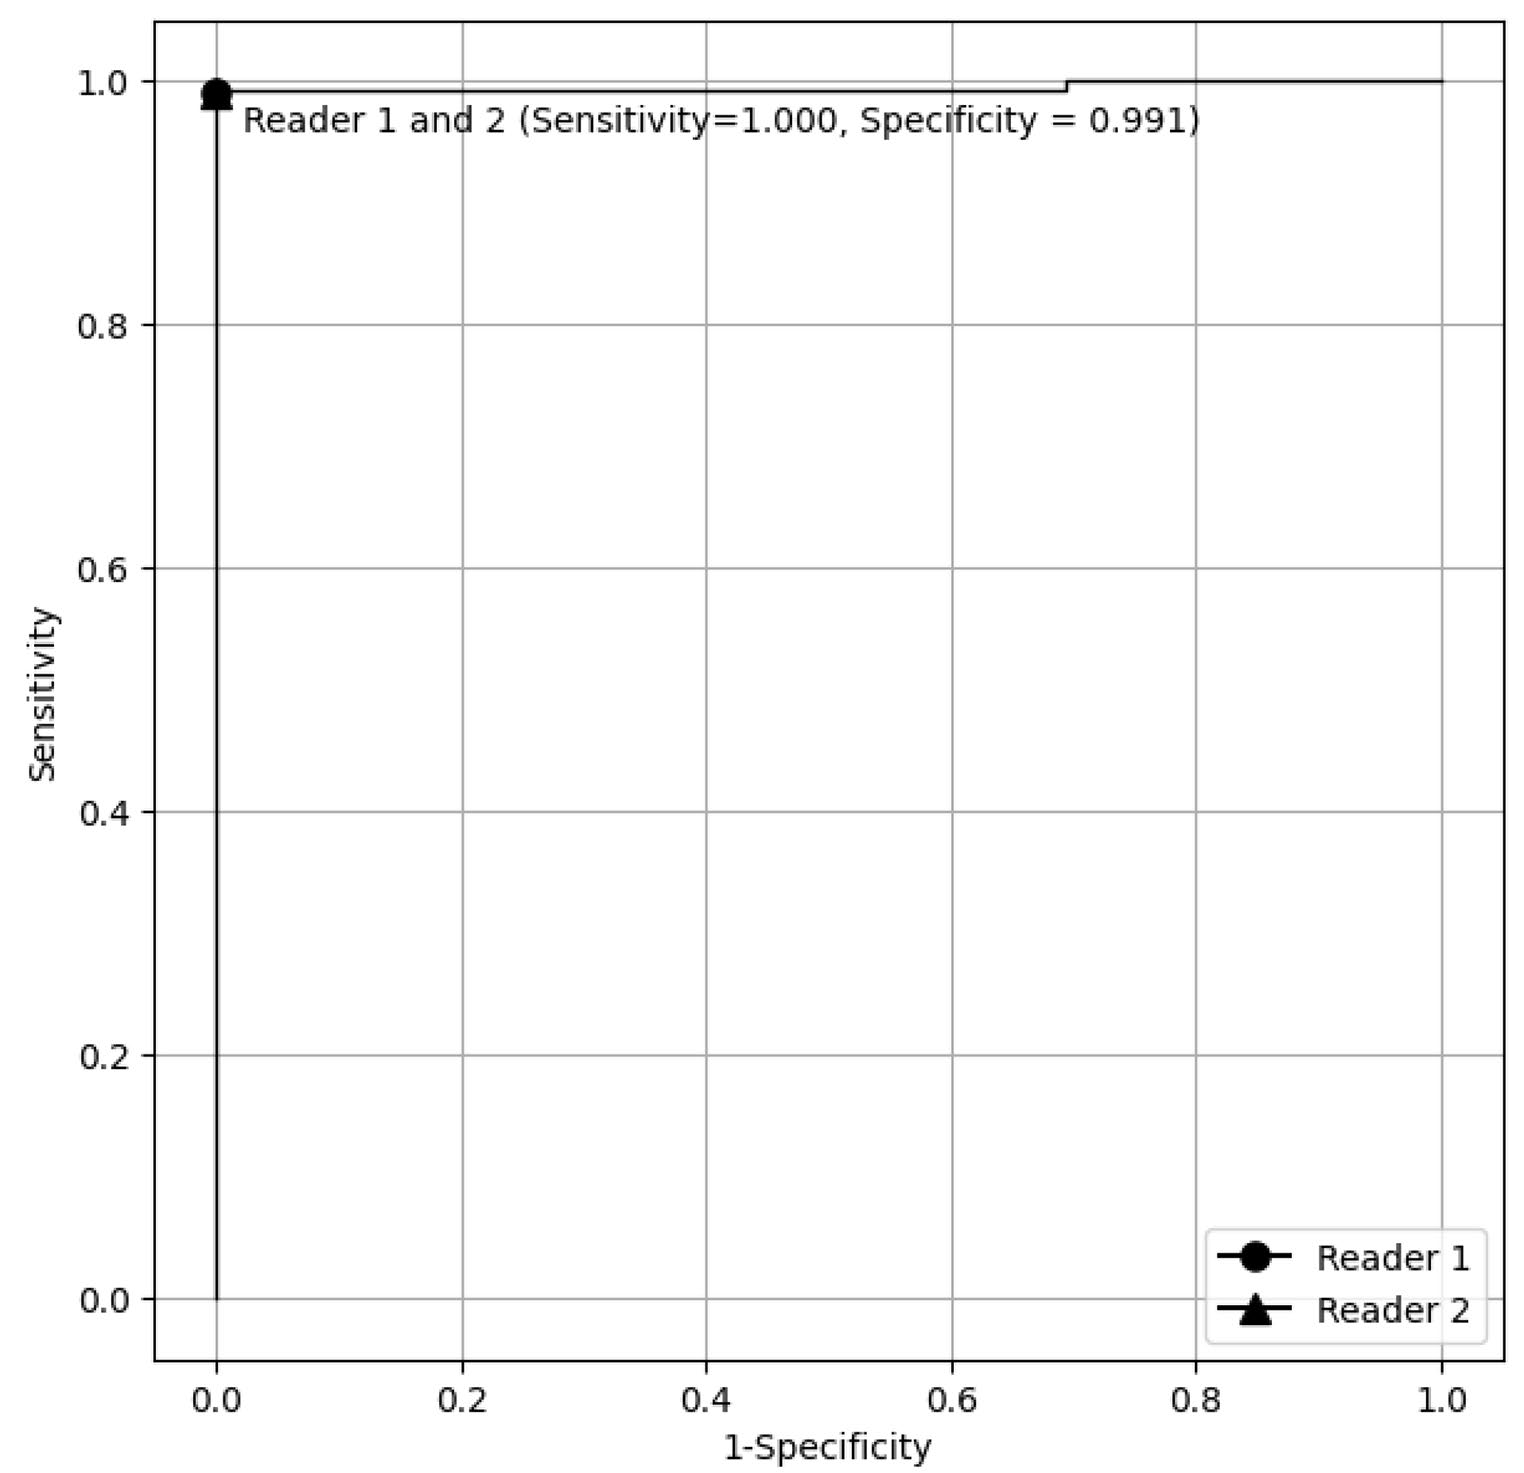 1.0
Reader 1 and 2 (Sensitivity=1.000, Specificity = 0.991)
0.8
0.6
Sensitivity
0.4
0.2
0.0
Reader 1
Reader 2
0.0 0.2 0.4 0.6 0.8 1.0
1-Specificity